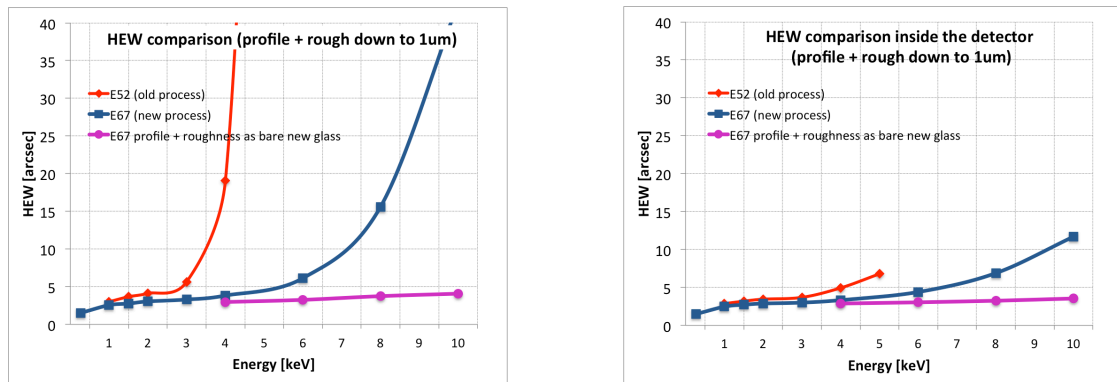 HEW comparison (profile + rough down to 1um)
40
35
30
25
20
15
10
5
0
HEW [arcsec]
E52 (old process)
E67 (new process)
E67 profile + roughness as bare new glass
1 2 3 4 5 6 7 8 9 10
Energy [keV]
HEW comparison inside the detector
(profile + rough down to 1um)
40
35
30
25
20
15
10
5
0
HEW [arcsec]
E52 (old process)
E67 (new process)
E67 profile + roughness as bare new glass
1 2 3 4 5 6 7 8 9 10
Energy [keV]